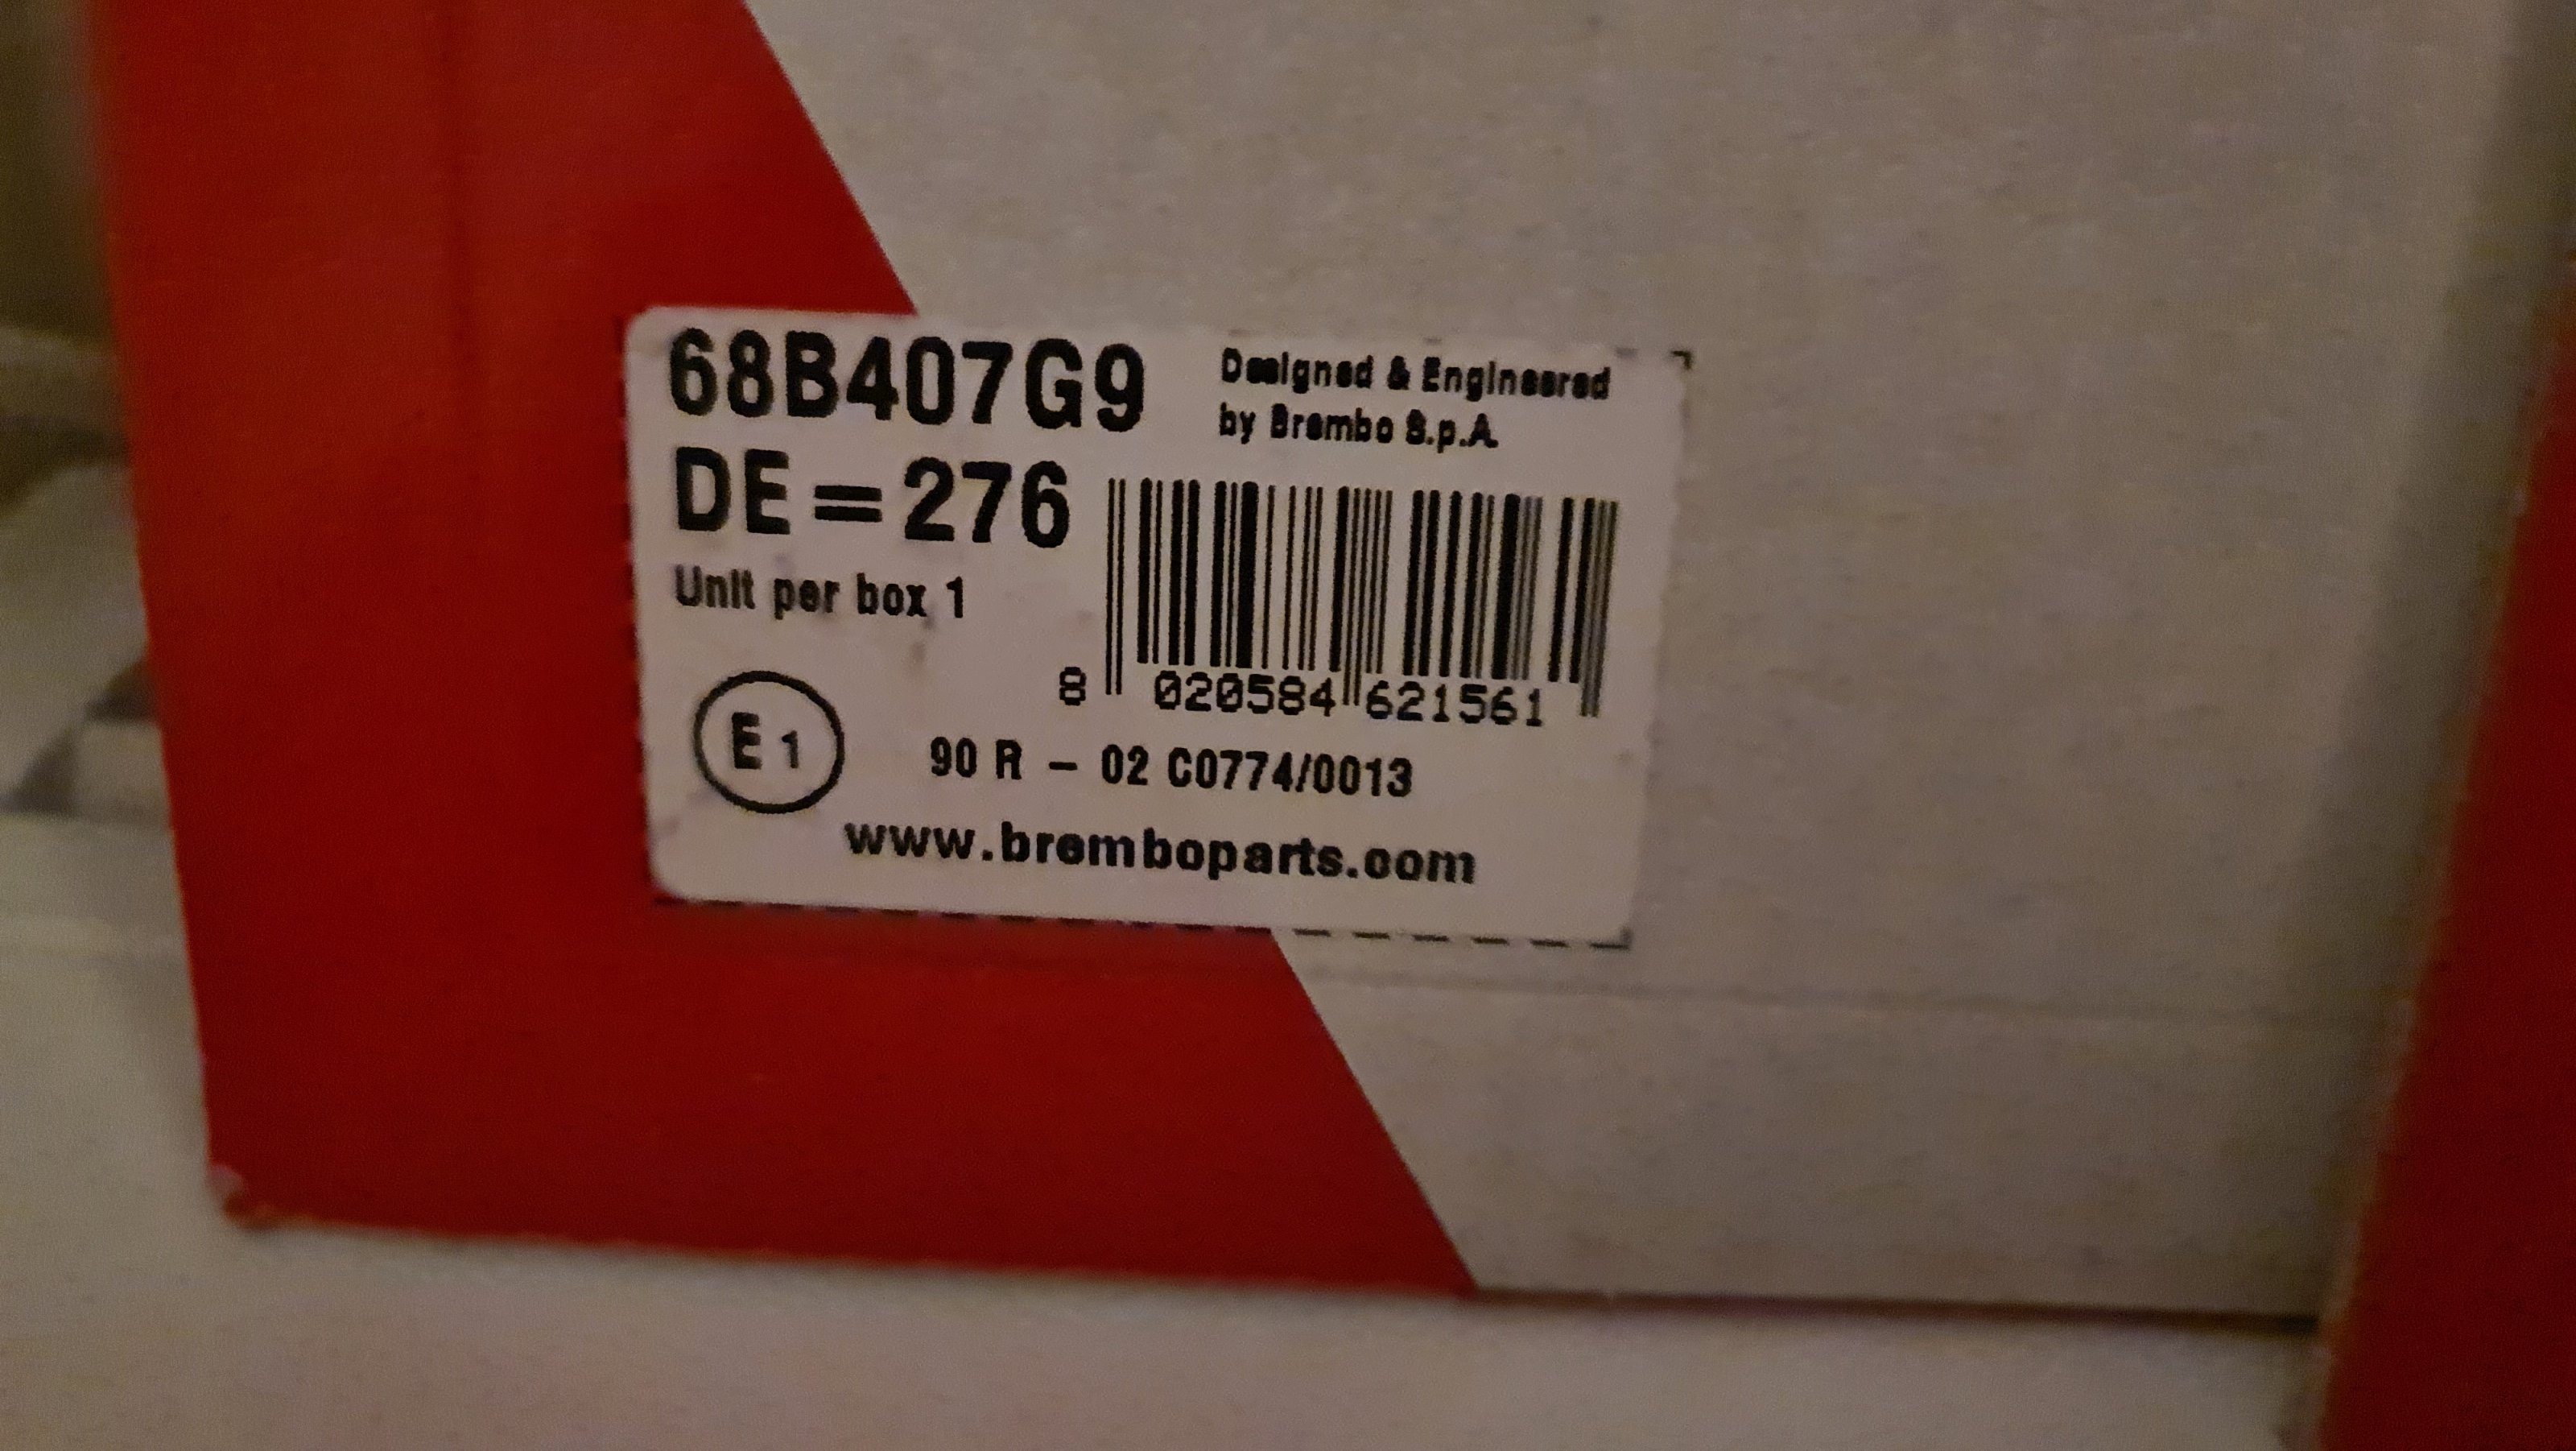 68B407G9
Designed & Engineered
by Brembo S.p.A.
DE = 276
Unit per box 1
8 020584 621561
E 1
90 R - 02 C0774/0013
www.bremboparts.com